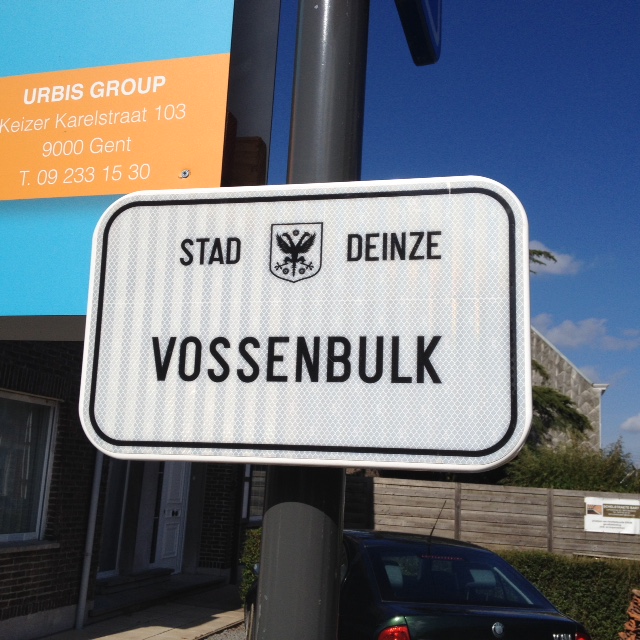 URBIS GROUP
Keizer Karelstraat 103
9000 Gent
T. 09 233 15 30
STAD DEINZE
VOSSENBULK